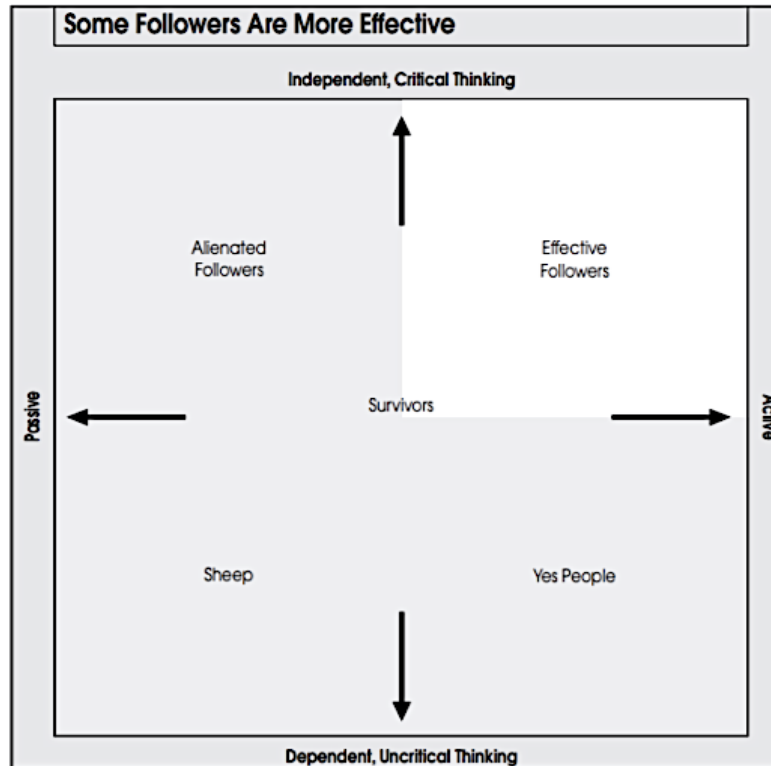 Some Followers Are More Effective
Independent, Critical Thinking
Alienated
Followers
Effective
Followers
Passive
Survivors
Active
Sheep
Yes People
Dependent, Uncritical Thinking